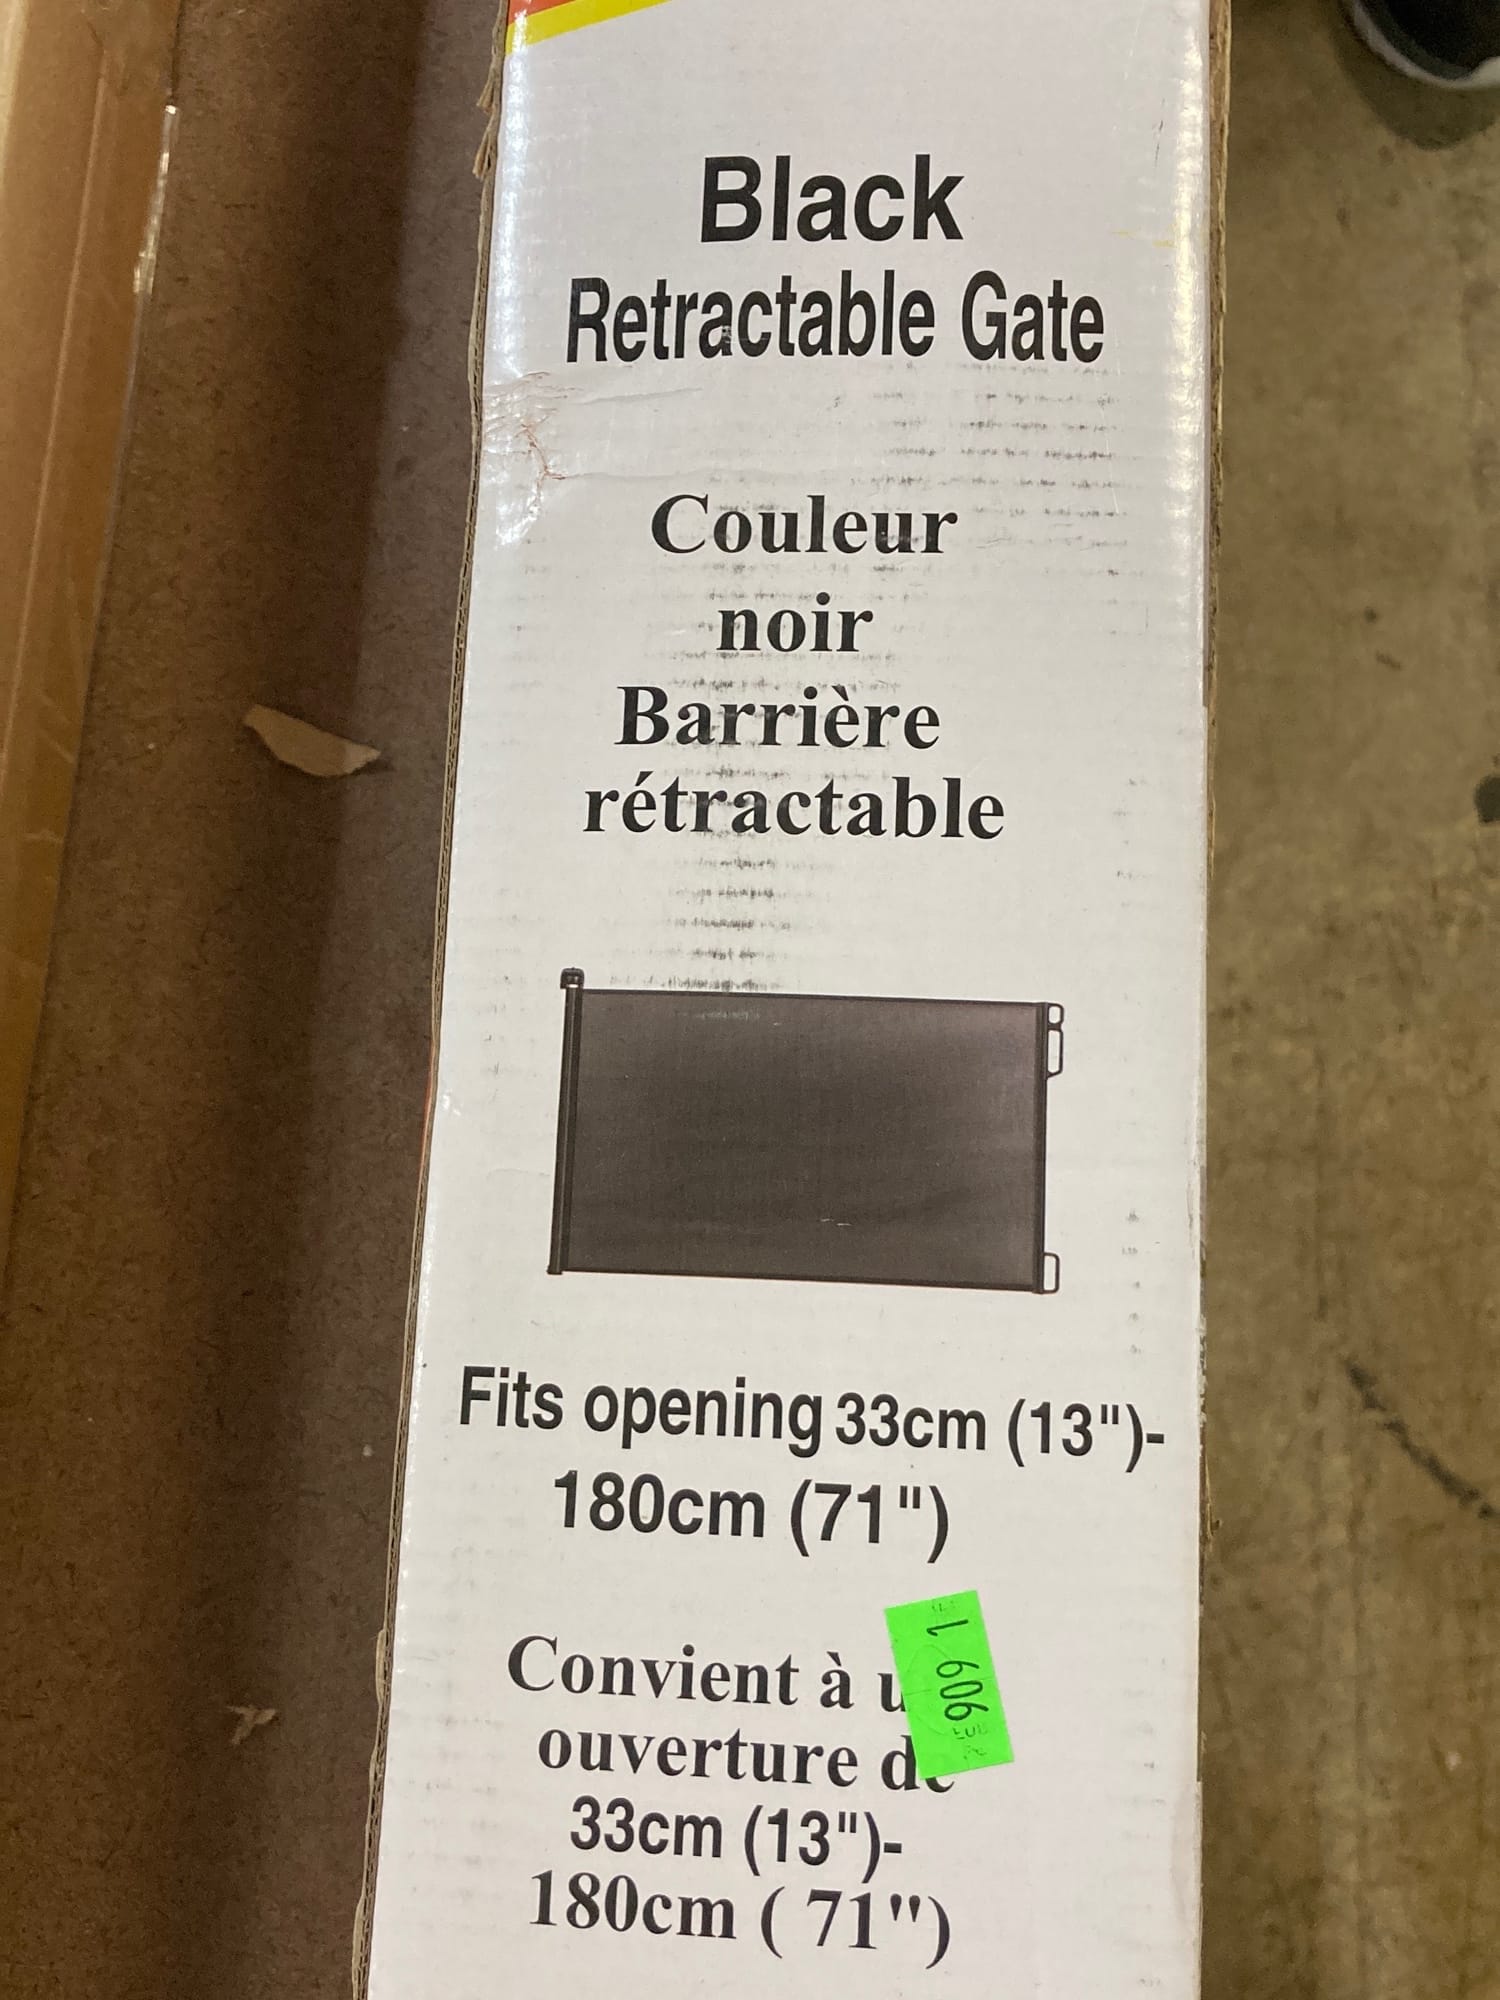 Black
Retractable Gate
Couleur
noir
Barrière
rétractable
Fits opening 33cm (13")-
180cm (71")
Convient à
ouverture de
33cm (13")-
180cm ( 71")